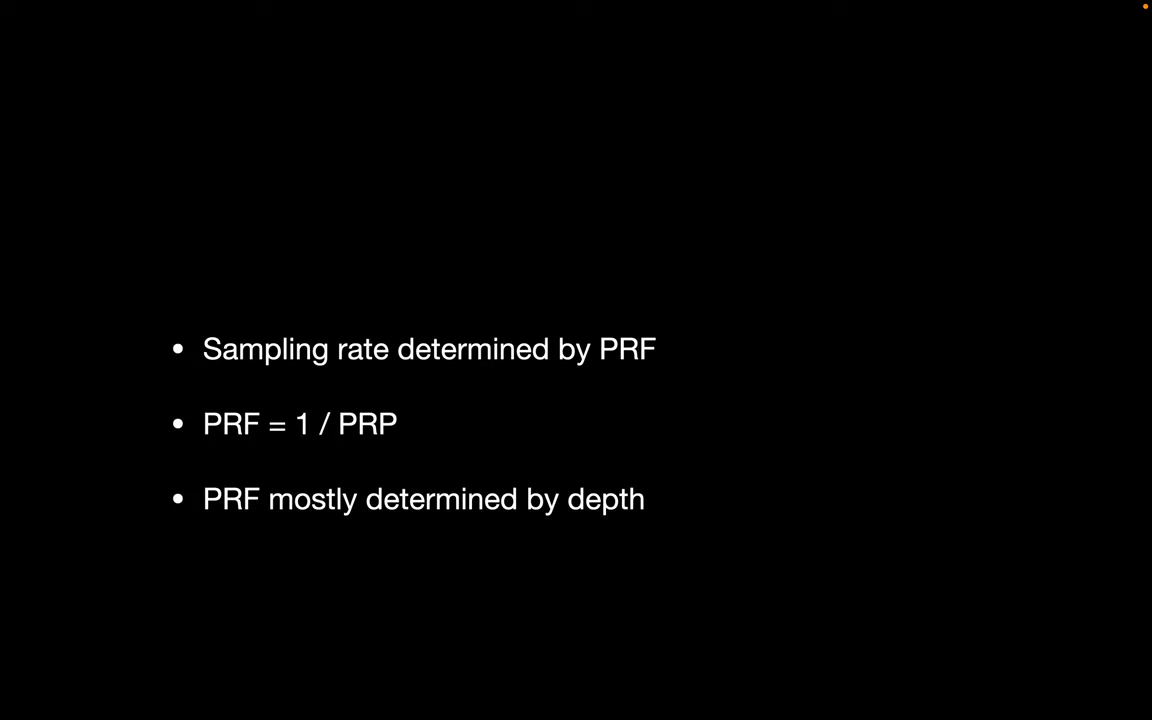 • Sampling rate determined by PRF
• PRF = 1 / PRP
• PRF mostly determined by depth